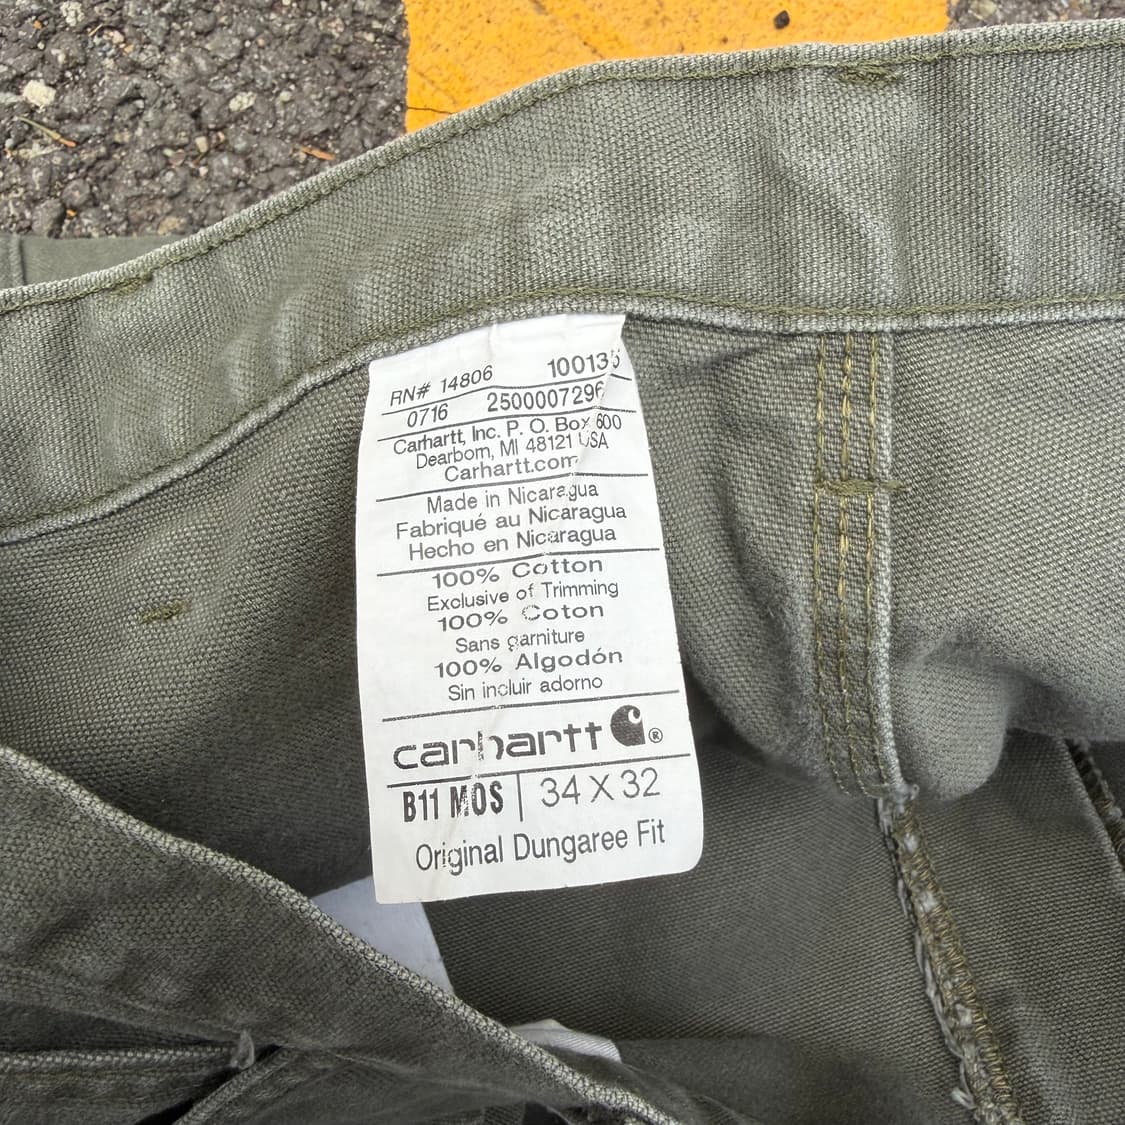 RN# 14806 10013
0716 250000729
Carhartt, Inc. P. O. Box 600
Dearborn, MI 48121 USA
Carhartt.com
Made in Nicaragua
Fabriqué au Nicaragua
Hecho en Nicaragua
100% Cotton
Exclusive of Trimming
100% Coton
Sans garniture
100% Algodón
Sin incluir adorno
carhartt ®
B11 MOS 34 X 32
Original Dungaree Fit